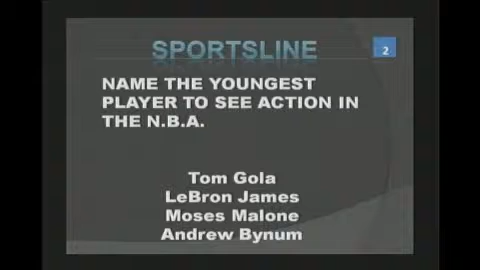 SPORTSLINE
2
NAME THE YOUNGEST
PLAYER TO SEE ACTION IN
THE N.B.A.
Tom Gola
LeBron James
Moses Malone
Andrew Bynum